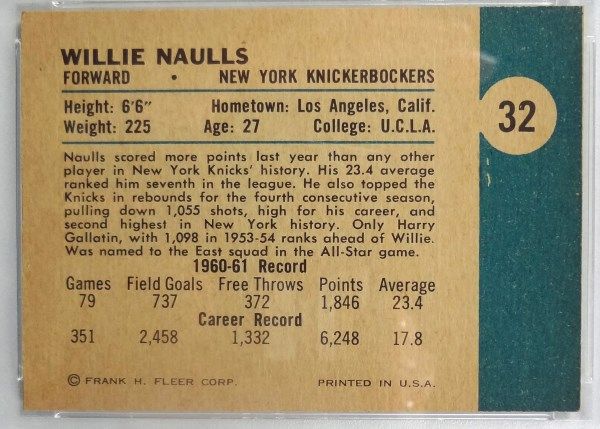 WILLIE NAULLS
FORWARD • NEW YORK KNICKERBOCKERS
32
Height: 6'6" Hometown: Los Angeles, Calif.
Weight: 225 Age: 27 College: U.C.L.A.
Naulls scored more points last year than any other
player in New York Knicks' history. His 23.4 average
ranked him seventh in the league. He also topped the
Knicks in rebounds for the fourth consecutive season,
pulling down 1,055 shots, high for his career, and
second highest in New York history. Only Harry
Gallatin, with 1,098 in 1953-54 ranks ahead of Willie.
Was named to the East squad in the All-Star game.
1960-61 Record
Games Field Goals Free Throws Points Average
79 737 372 1,846 23.4
Career Record
351 2,458 1,332 6,248 17.8
© FRANK H. FLEER CORP. PRINTED IN U.S.A.